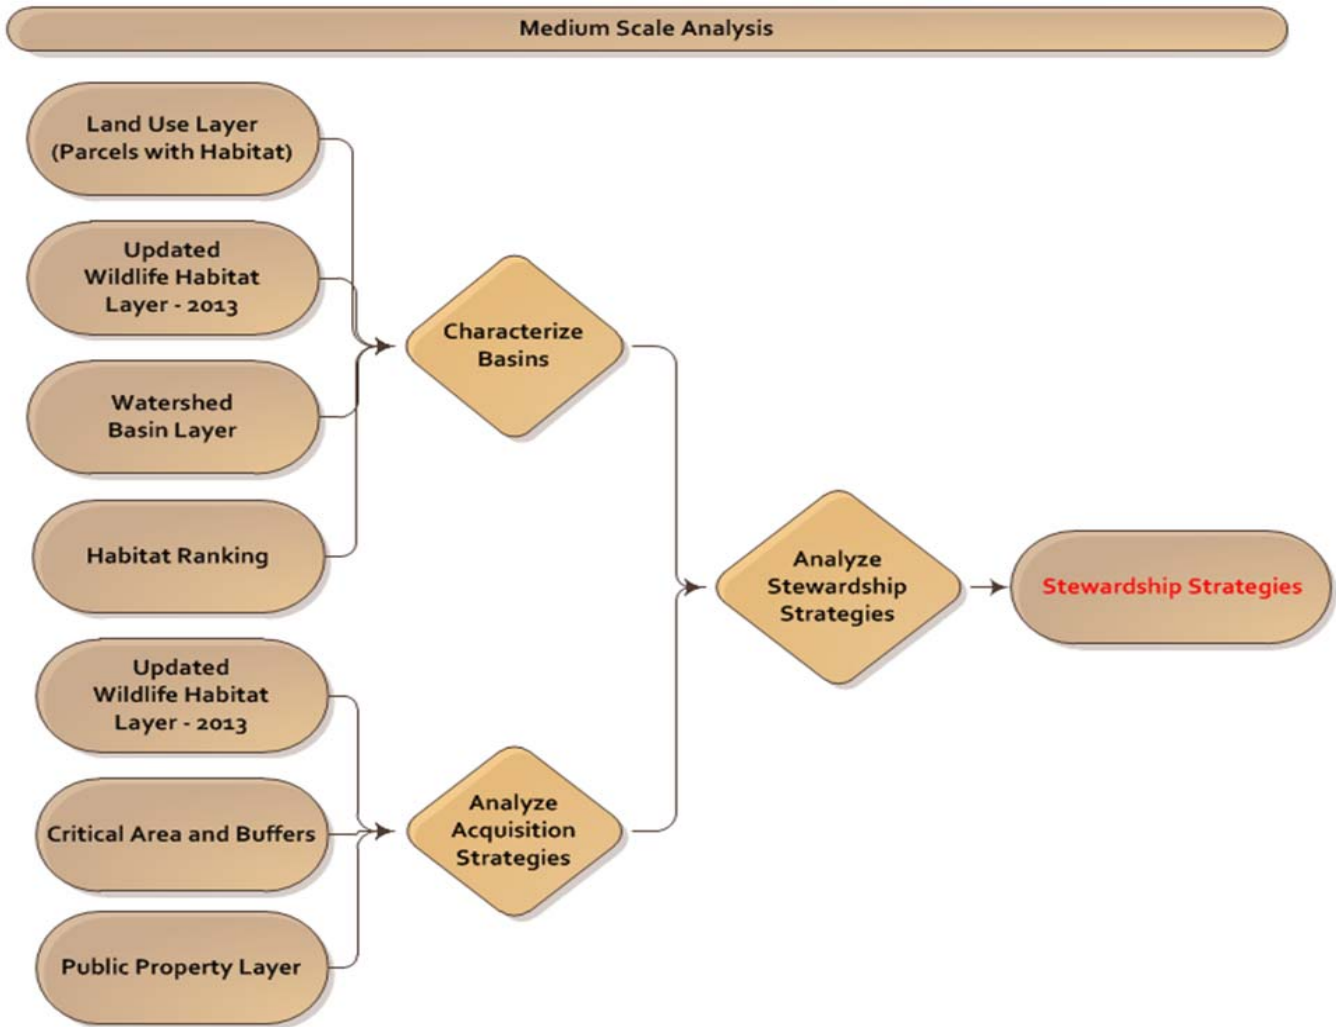 Medium Scale Analysis
Land Use Layer
(Parcels with Habitat)
Updated
Wildlife Habitat
Layer - 2013
Characterize
Basins
Watershed
Basin Layer
Habitat Ranking
Analyze
Stewardship
Strategies
Stewardship Strategies
Updated
Wildlife Habitat
Layer - 2013
Analyze
Acquisition
Strategies
Critical Area and Buffers
Public Property Layer